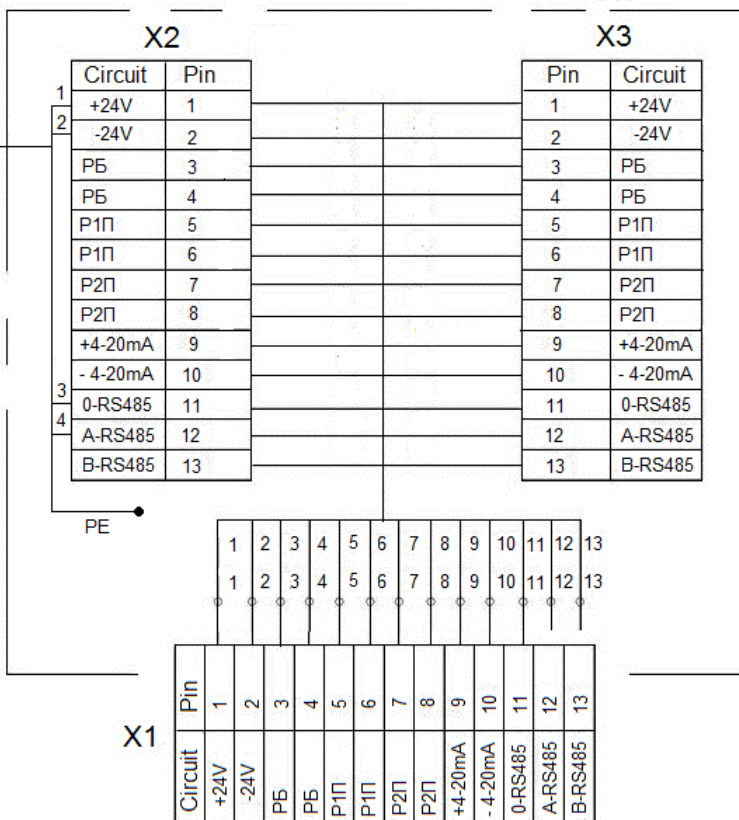 X2 X3
Circuit Pin Pin Circuit
1 +24V 1 1 +24V
2 -24V 2 2 -24V
РБ 3 3 РБ
РБ 4 4 РБ
Р1П 5 5 Р1П
Р1П 6 6 Р1П
Р2П 7 7 Р2П
Р2П 8 8 Р2П
+4-20mA 9 9 +4-20mA
- 4-20mA 10 10 - 4-20mA
3 0-RS485 11 11 0-RS485
4 A-RS485 12 12 A-RS485
B-RS485 13 13 B-RS485
PE
1 2 3 4 5 6 7 8 9 10 11 12 13
1 2 3 4 5 6 7 8 9 10 11 12 13
X1
Pin 1 2 3 4 5 6 7 8 9 10 11 12 13
Circuit +24V -24V РБ РБ Р1П Р1П Р2П Р2П +4-20mA - 4-20mA 0-RS485 A-RS485 B-RS485